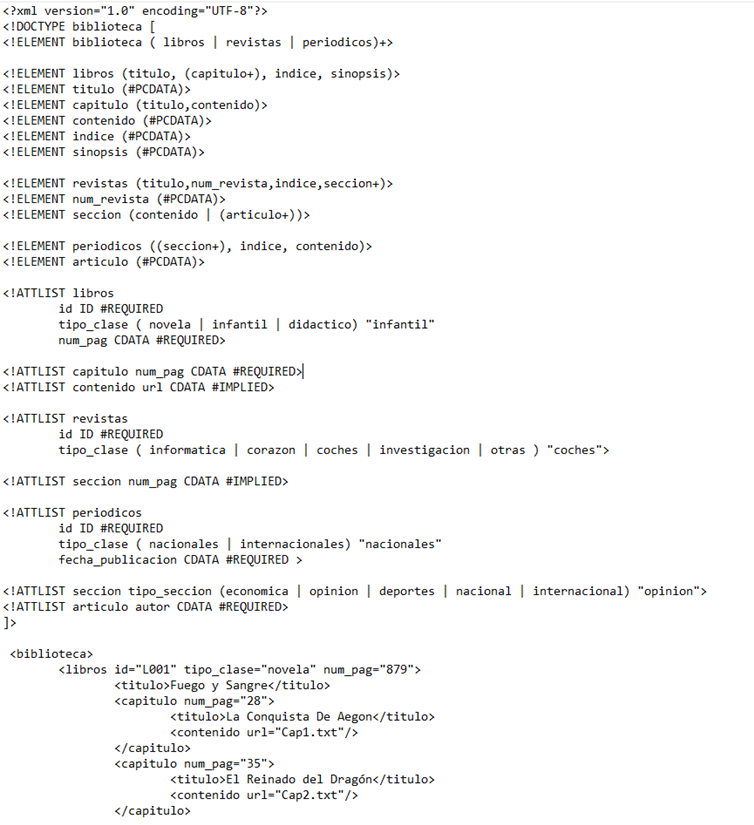 <?xml version="1.0" encoding="UTF-8"?>
<!DOCTYPE biblioteca [
<!ELEMENT biblioteca ( libros | revistas | periodicos)+>
<!ELEMENT libros (titulo, (capitulo+), indice, sinopsis)>
<!ELEMENT titulo (#PCDATA)>
<!ELEMENT capitulo (titulo,contenido)>
<!ELEMENT contenido (#PCDATA)>
<!ELEMENT indice (#PCDATA)>
<!ELEMENT sinopsis (#PCDATA)>
<!ELEMENT revistas (titulo,num_revista,indice,seccion+)>
<!ELEMENT num_revista (#PCDATA)>
<!ELEMENT seccion (contenido | (articulo+))>
<!ELEMENT periodicos ((seccion+), indice, contenido)>
<!ELEMENT articulo (#PCDATA)>
<!ATTLIST libros
id ID #REQUIRED
tipo_clase ( novela | infantil | didactico) "infantil"
num_pag CDATA #REQUIRED>
<!ATTLIST capitulo num_pag CDATA #REQUIRED>
<!ATTLIST contenido url CDATA #IMPLIED>
<!ATTLIST revistas
id ID #REQUIRED
tipo_clase ( informatica | corazon | coches | investigacion | otras ) "coches">
<!ATTLIST seccion num_pag CDATA #IMPLIED>
<!ATTLIST periodicos
id ID #REQUIRED
tipo_clase ( nacionales | internacionales) "nacionales"
fecha_publicacion CDATA #REQUIRED >
<!ATTLIST seccion tipo_seccion (economica | opinion | deportes | nacional | internacional) "opinion">
<!ATTLIST articulo autor CDATA #REQUIRED>
]>
<biblioteca>
<libros id="L001" tipo_clase="novela" num_pag="879">
<titulo>Fuego y Sangre</titulo>
<capitulo num_pag="28">
<titulo>La Conquista De Aegon</titulo>
<contenido url="Cap1.txt"/>
</capitulo>
<capitulo num_pag="35">
<titulo>El Reinado del Dragón</titulo>
<contenido url="Cap2.txt"/>
</capitulo>